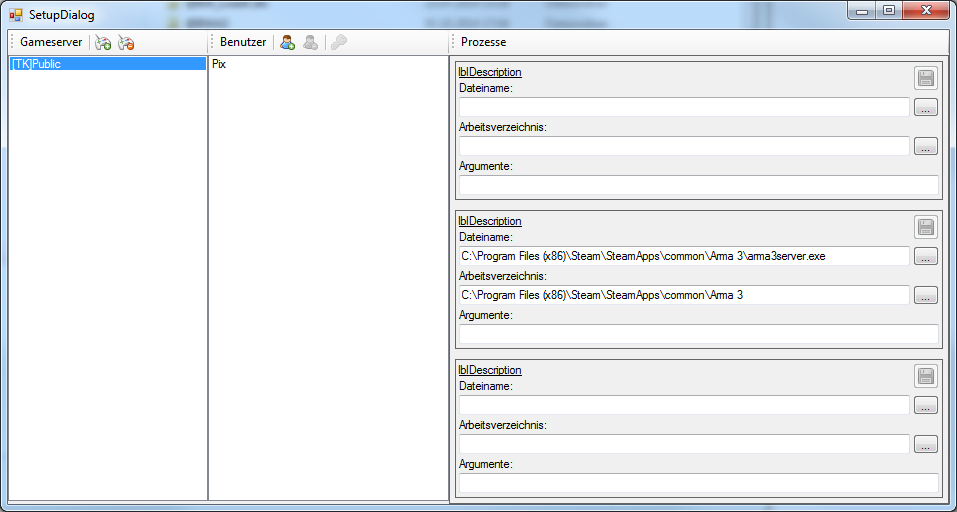 SetupDialog
Gameserver
Benutzer
Prozesse
[TK]Public
Pix
lblDescription
Dateiname:
...
Arbeitsverzeichnis:
...
Argumente:
lblDescription
Dateiname:
C:\Program Files (x86)\Steam\SteamApps\common\Arma 3\arma3server.exe
...
Arbeitsverzeichnis:
C:\Program Files (x86)\Steam\SteamApps\common\Arma 3
...
Argumente:
lblDescription
Dateiname:
...
Arbeitsverzeichnis:
...
Argumente: